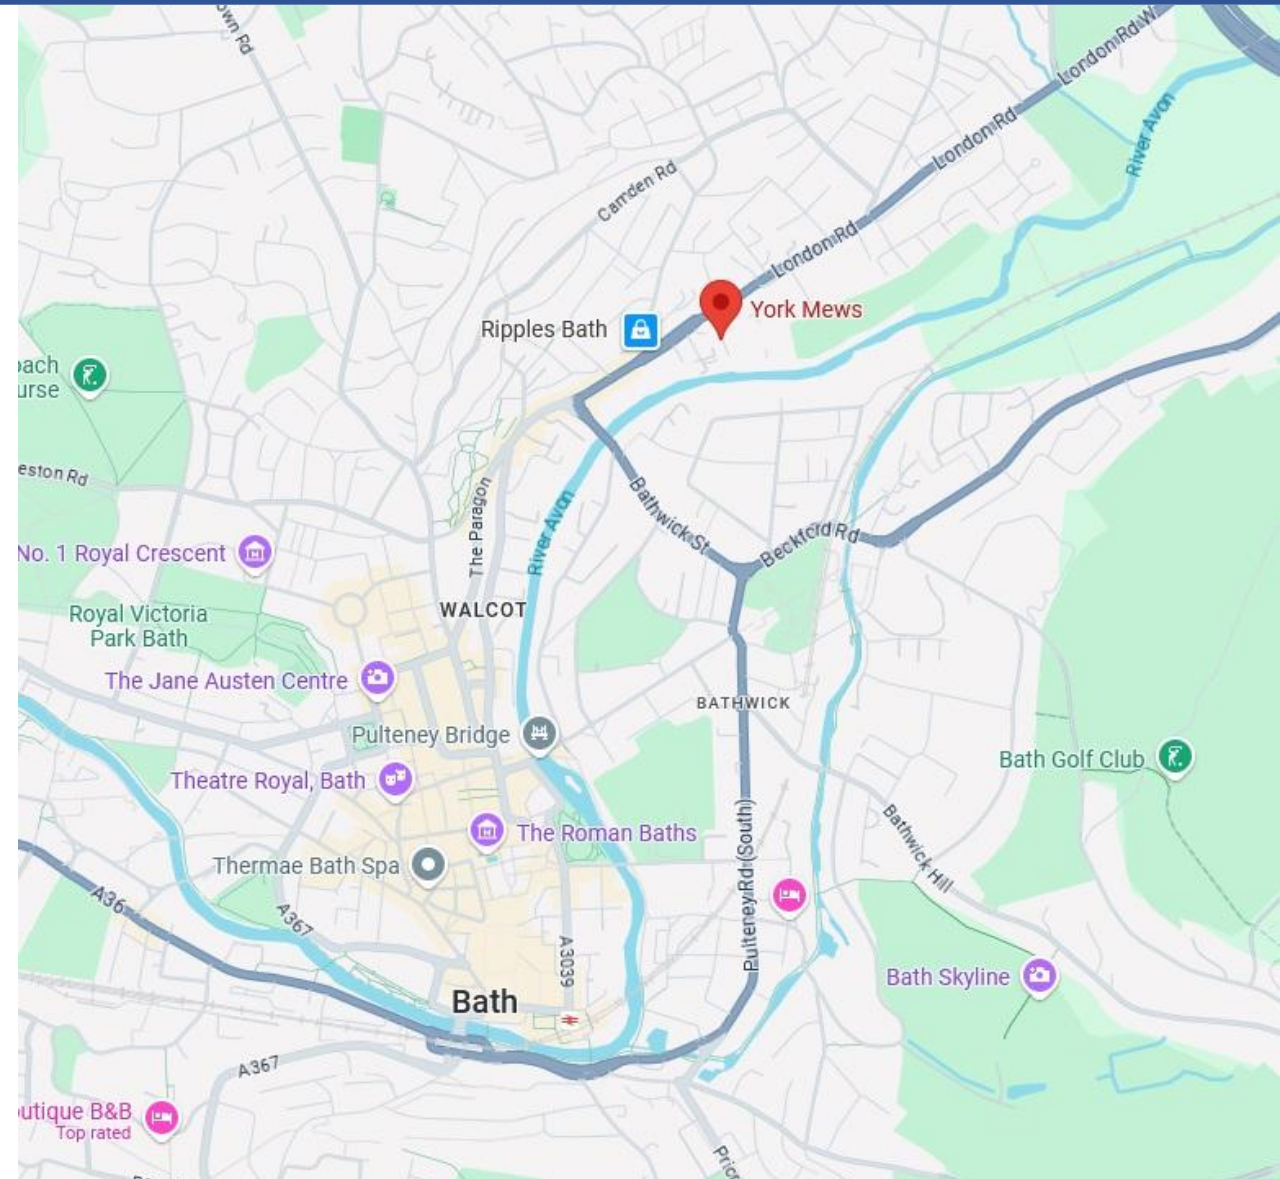 own Rd
London Rd W
London Rd
River Avon
Camden Rd
London Rd
York Mews
Ripples Bath
oach
urse
eston Rd
The Paragon
River Avon
Bathwick St
Beckford Rd
No. 1 Royal Crescent
WALCOT
Royal Victoria
Park Bath
The Jane Austen Centre
BATHWICK
Pulteney Bridge
Bath Golf Club
Theatre Royal, Bath
The Roman Baths
Bathwick Hill
Thermae Bath Spa
Pulteney Rd (South)
A36
A367
A3039
Bath Skyline
Bath
A367
outique B&B
Top rated